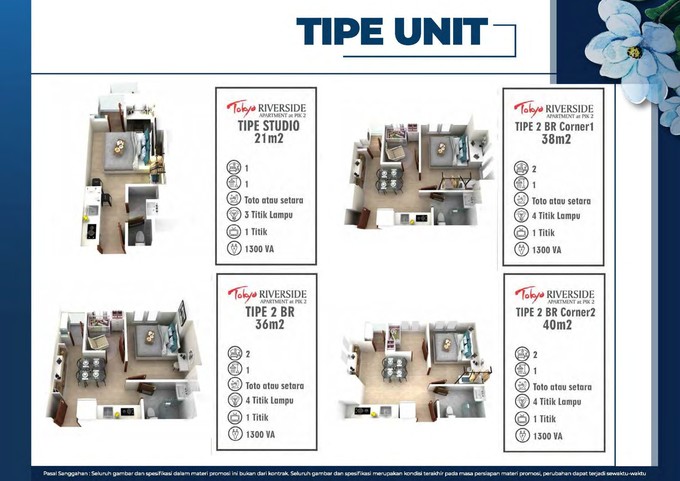 TIPE UNIT
Tokyo RIVERSIDE
APARTMENT at PIK 2
TIPE STUDIO
21m2
1
1
Toto atau setara
3 Titik Lampu
1 Titik
1300 VA
Tokyo RIVERSIDE
APARTMENT at PIK 2
TIPE 2 BR Corner1
38m2
2
1
Toto atau setara
4 Titik Lampu
1 Titik
1300 VA
Tokyo RIVERSIDE
APARTMENT at PIK 2
TIPE 2 BR
36m2
2
1
Toto atau setara
4 Titik Lampu
1 Titik
1300 VA
Tokyo RIVERSIDE
APARTMENT at PIK 2
TIPE 2 BR Corner2
40m2
2
1
Toto atau setara
4 Titik Lampu
1 Titik
1300 VA
Pasal Sanggahan : Seluruh gambar dan spesifikasi dalam materi promosi ini bukan dari kontrak. Seluruh gambar dan spesifikasi merupakan kondisi terakhir pada masa persiapan materi promosi, perubahan dapat terjadi sewaktu-waktu